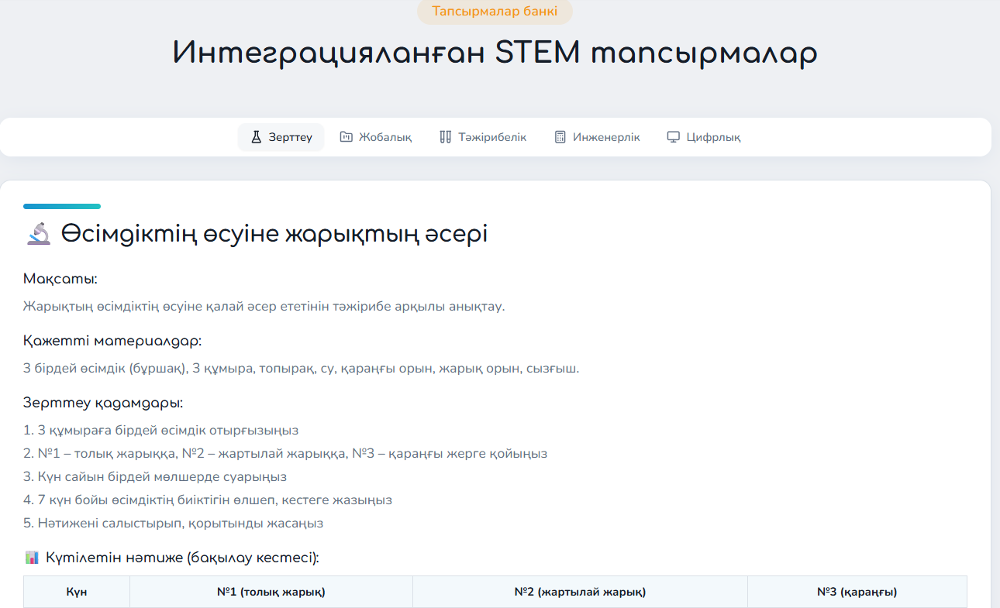 Тапсырмалар банкі
Интеграцияланған STEM тапсырмалар
Зерттеу Жобалық Тәжірибелік Инженерлік Цифрлық
Өсімдіктің өсуіне жарықтың әсері
Мақсаты:
Жарықтың өсімдіктің өсуіне қалай әсер ететінін тәжірибе арқылы анықтау.
Қажетті материалдар:
3 бірдей өсімдік (бұршақ), 3 құмыра, топырақ, су, қараңғы орын, жарық орын, сызғыш.
Зерттеу қадамдары:
1. 3 құмыраға бірдей өсімдік отырғызыңыз
2. №1 – толық жарыққа, №2 – жартылай жарыққа, №3 – қараңғы жерге қойыңыз
3. Күн сайын бірдей мөлшерде суарыңыз
4. 7 күн бойы өсімдіктің биіктігін өлшеп, кестеге жазыңыз
5. Нәтижені салыстырып, қорытынды жасаңыз
Күтілетін нәтиже (бақылау кестесі):
Күн №1 (толық жарық) №2 (жартылай жарық) №3 (қараңғы)